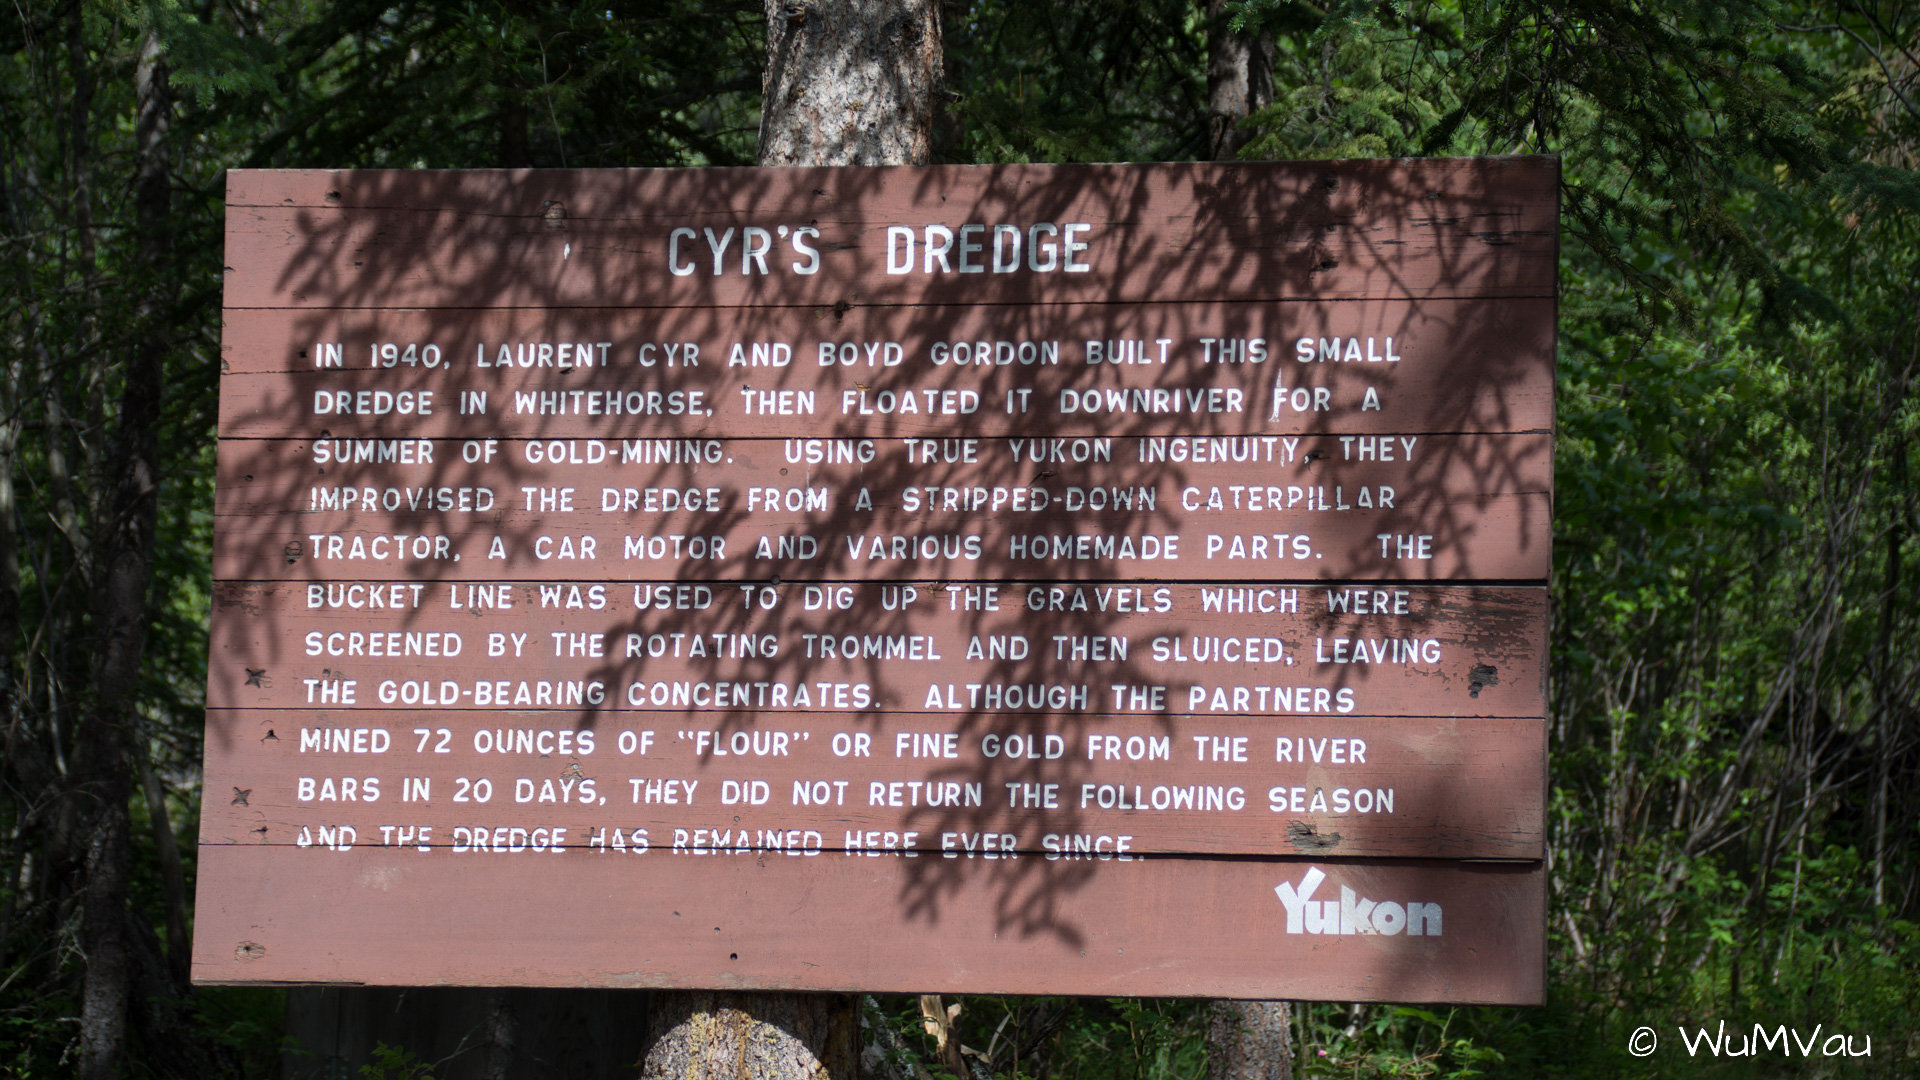 CYR'S DREDGE
IN 1940, LAURENT CYR AND BOYD GORDON BUILT THIS SMALL
DREDGE IN WHITEHORSE, THEN FLOATED IT DOWNRIVER FOR A
SUMMER OF GOLD-MINING. USING TRUE YUKON INGENUITY, THEY
IMPROVISED THE DREDGE FROM A STRIPPED-DOWN CATERPILLAR
TRACTOR, A CAR MOTOR AND VARIOUS HOMEMADE PARTS. THE
BUCKET LINE WAS USED TO DIG UP THE GRAVELS WHICH WERE
SCREENED BY THE ROTATING TROMMEL AND THEN SLUICED, LEAVING
THE GOLD-BEARING CONCENTRATES. ALTHOUGH THE PARTNERS
MINED 72 OUNCES OF "FLOUR" OR FINE GOLD FROM THE RIVER
BARS IN 20 DAYS, THEY DID NOT RETURN THE FOLLOWING SEASON
AND THE DREDGE HAS REMAINED HERE EVER SINCE.
Yukon
© WuMVau